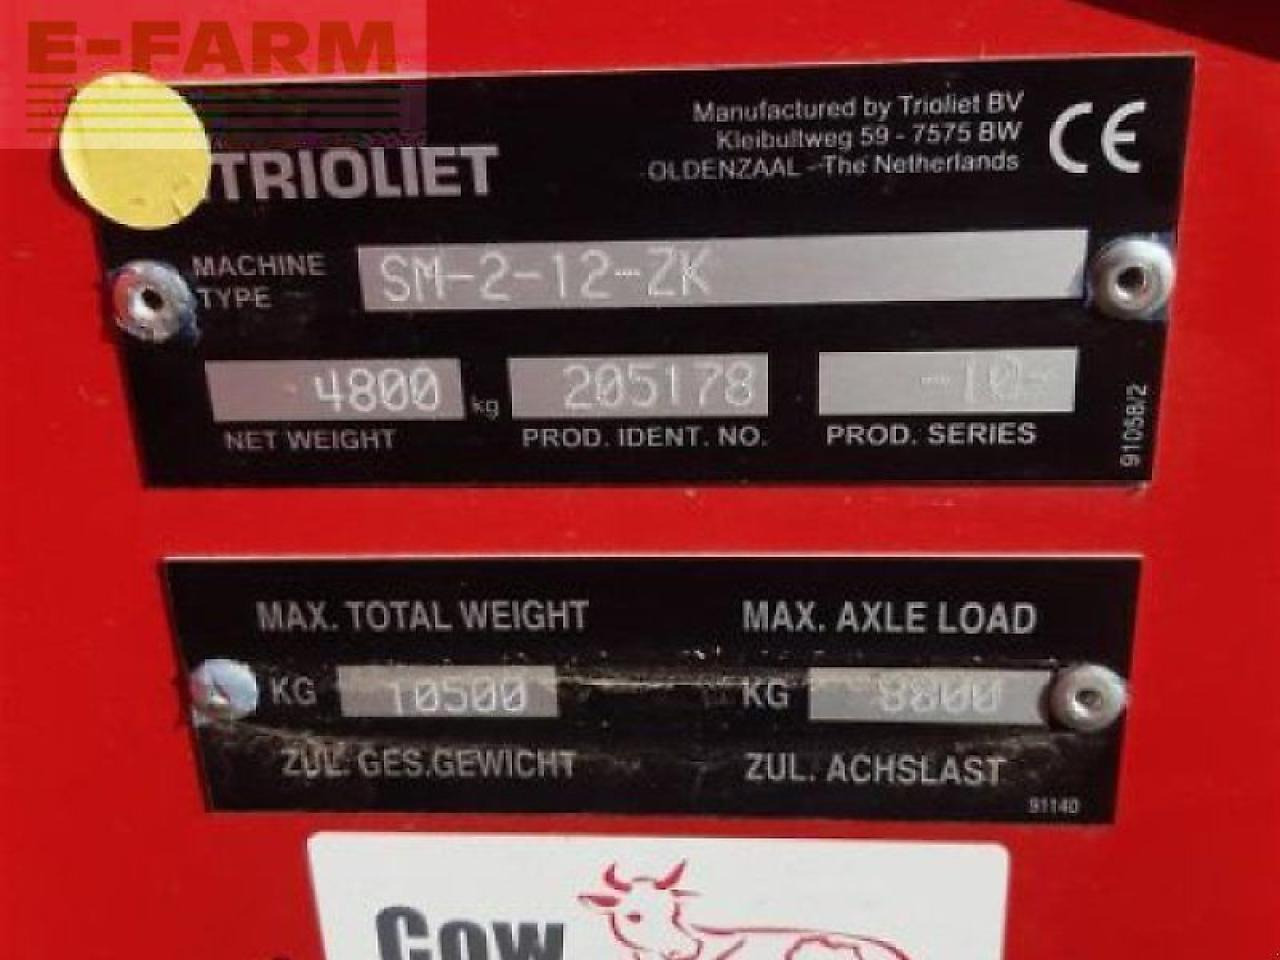 E-FARM
TRIOLIET
Manufactured by Trioliet BV
Kleibultweg 59 - 7575 BW
OLDENZAAL - The Netherlands
CE
MACHINE
TYPE
SM-2-12-ZK
4800 kg
NET WEIGHT
205178
PROD. IDENT. NO.
-10-
PROD. SERIES
91058/2
MAX. TOTAL WEIGHT
KG 10500
ZUL. GES.GEWICHT
MAX. AXLE LOAD
KG 8800
ZUL. ACHSLAST
91140
Cow